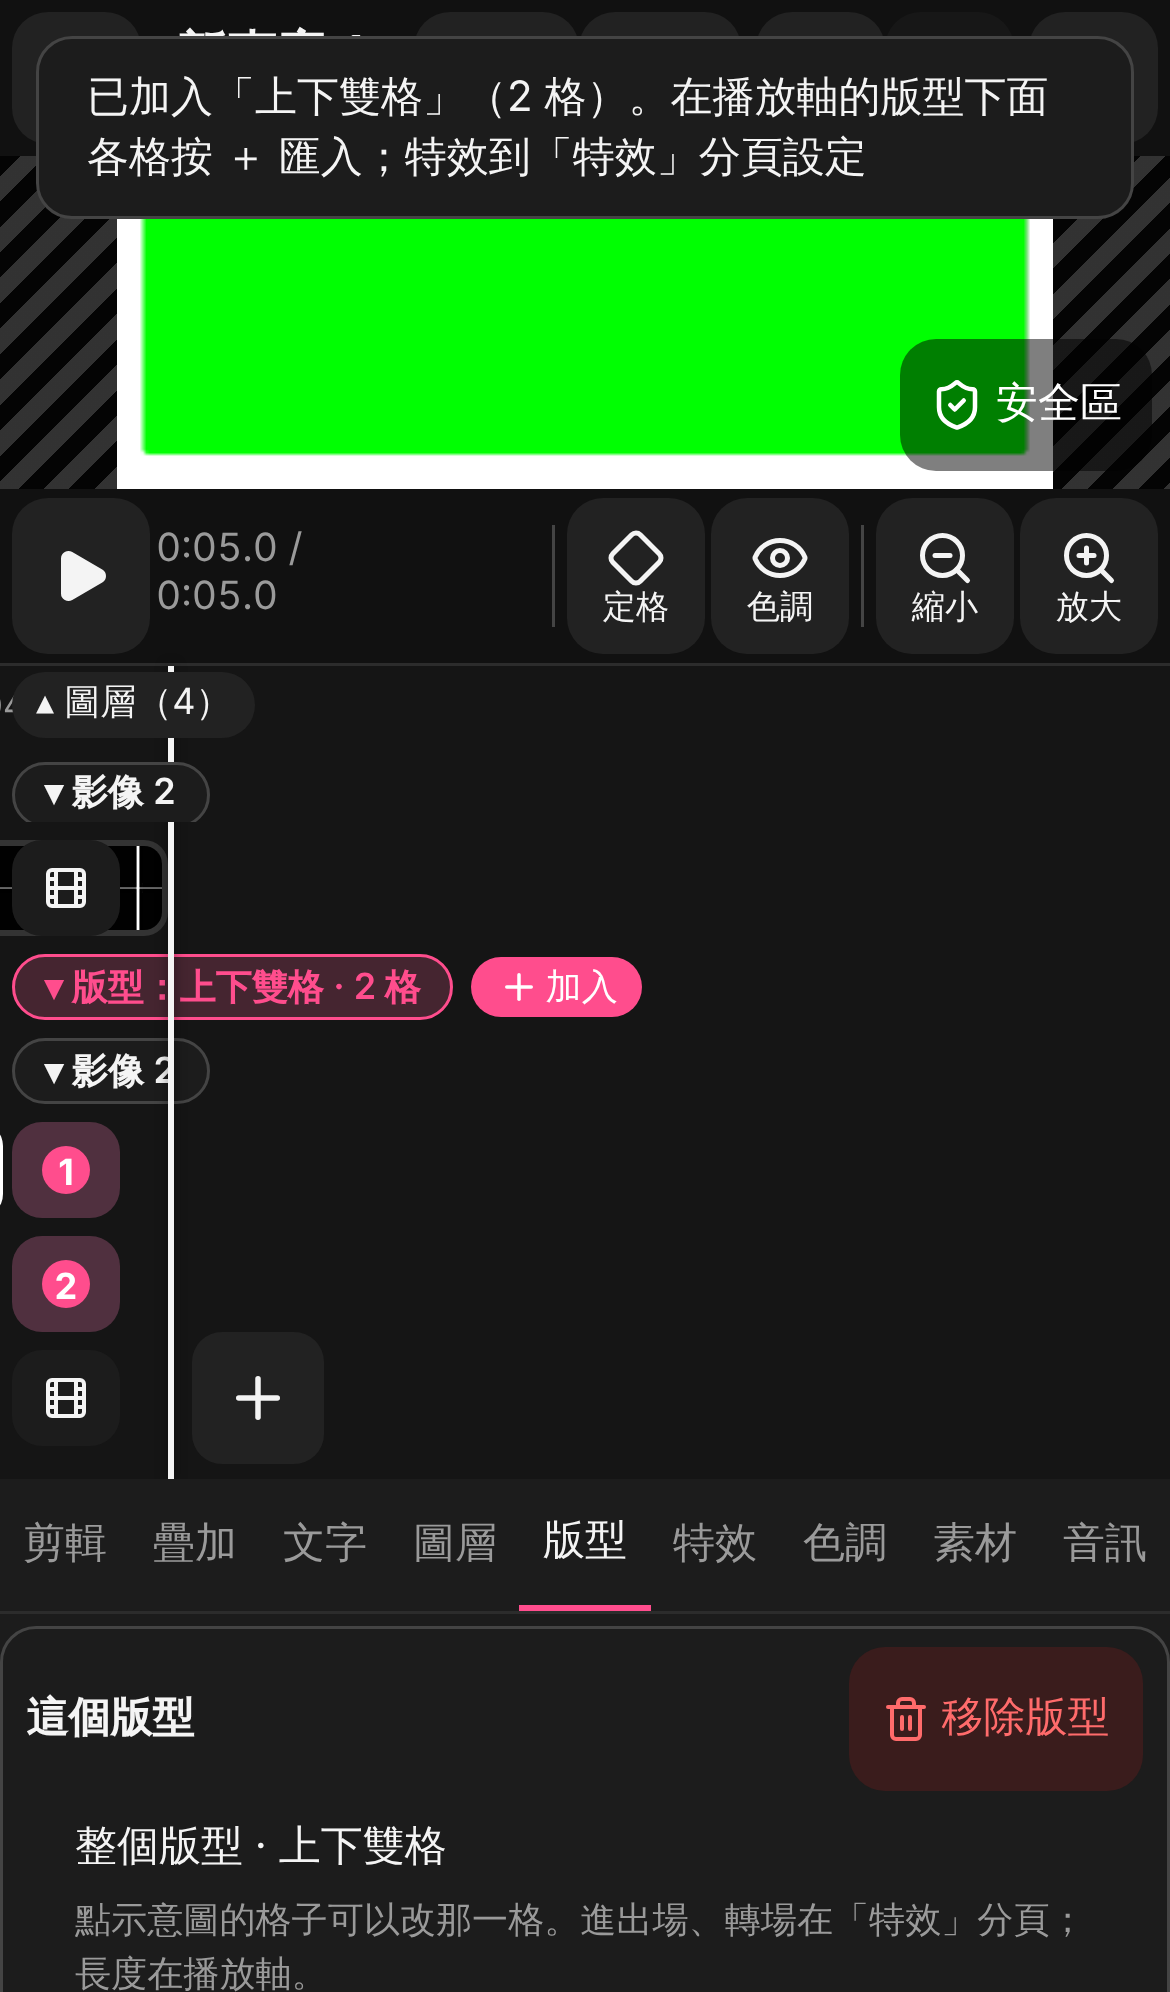 已加入「上下雙格」（2 格）。在播放軸的版型下面
各格按 ＋ 匯入；特效到「特效」分頁設定
安全區
0:05.0 /
0:05.0
定格
色調
縮小
放大
▲ 圖層（4）
▼影像 2
▼版型：上下雙格 · 2 格
加入
▼影像 2
1
2
剪輯 疊加 文字 圖層 版型 特效 色調 素材 音訊
這個版型
移除版型
整個版型 · 上下雙格
點示意圖的格子可以改那一格。進出場、轉場在「特效」分頁；
長度在播放軸。